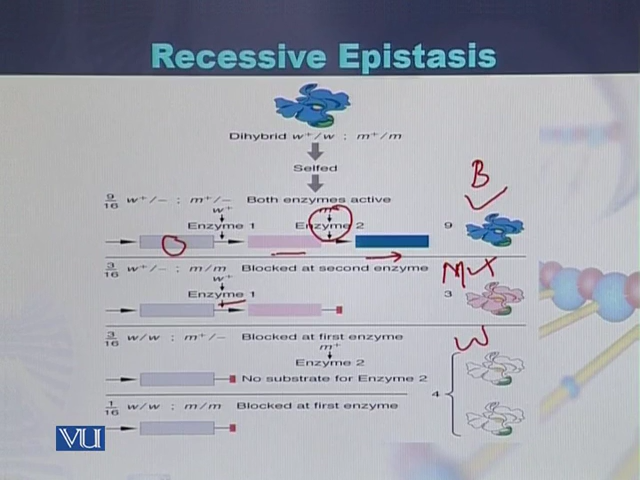 Recessive Epistasis
Dihybrid w⁺/w ; m⁺/m
Selfed
9/16 w⁺/− ; m⁺/− Both enzymes active
w⁺ m⁺
Enzyme 1 Enzyme 2
B
9
3/16 w⁺/− ; m/m Blocked at second enzyme
w⁺
Enzyme 1
3
3/16 w/w ; m⁺/− Blocked at first enzyme
W
m⁺
Enzyme 2
No substrate for Enzyme 2
4
1/16 w/w ; m/m Blocked at first enzyme
VU